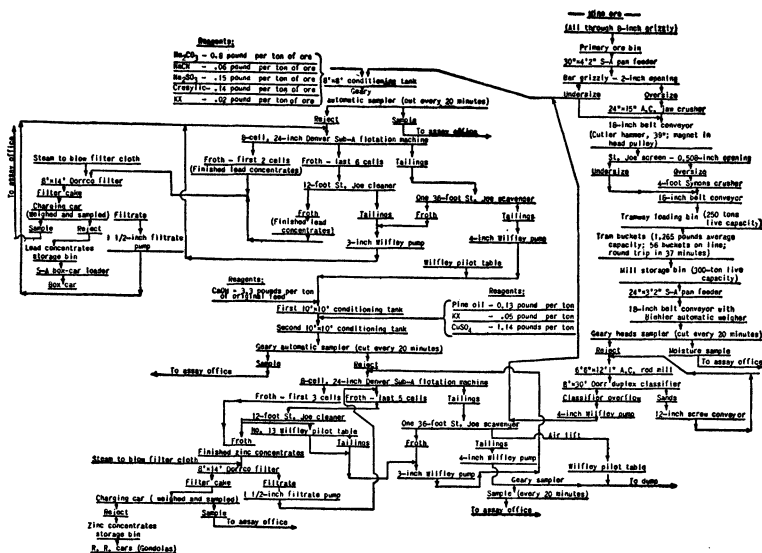 Mine ore
(All through 8-inch grizzly)
Primary ore bin
30"x4'2" S-A pan feeder
Bar grizzly - 2-inch opening
Undersize
Oversize
24"x15" A.C. jaw crusher
18-inch belt conveyor
(Cutler hammer, 39" magnet in
head pulley)
St. Joe screen - 0.508-inch opening
Undersize
Oversize
4-foot Symons crusher
16-inch belt conveyor
Tramway loading bin (250 tons
live capacity)
Tram buckets (1,265 pounds average
capacity; 56 buckets on line;
round trip in
37 minutes)
Mill storage bin (300-ton live
capacity)
24"x3'2" S-A pan feeder
18-inch belt conveyor with
automatic weigher
Geary heads sampler (cut every 20 minutes)
Reject
Moisture sample
To assay office
6'6"x12'1" A.C. rod mill
8'x30' Dorr duplex classifier
Classifier overflow
Sands
4-inch Wilfley pump
12-inch screw conveyor
Reagents:
Na2CO3 - 0.8 pound per ton of ore
NaCN - .06 pound per ton of ore
Na2SO3 - .15 pound per ton of ore
Cresylic - .14 pound per ton of ore
KX - .02 pound per ton of ore
8'x8' conditioning tank
Geary
automatic sampler (cut every 20 minutes)
Reject
Sample
To assay office
8-cell, 24-inch Denver Sub-A flotation machine
Froth - first 2 cells
(Finished lead concentrates)
Froth - last 6 cells
Tailings
12-foot St. Joe cleaner
One 36-foot St. Joe scavenger
Froth
(Finished lead
concentrates)
Tailings
Froth
Tailings
3-inch Wilfley pump
4-inch Wilfley pump
Wilfley pilot table
To assay office
Steam to blow filter cloth
8'x14' Dorrco filter
Filter cake
Charging car
(Weighed and sampled)
Filtrate
Sample
Reject
1 1/2-inch filtrate
pump
Lead concentrates
storage bin
S-A box-car loader
Box car
Reagents:
CaOH - 3.3 pounds per ton
of original feed
First 10'x10' conditioning tank
Pine oil - 0.13 pound per ton
KX - .05 pound per ton
CuSO4 - 1.14 pounds per ton
Second 10'x10' conditioning tank
Geary automatic sampler (cut every 20 minutes)
Sample
Reject
To assay office
8-cell, 24-inch Denver Sub-A flotation machine
Froth - first 3 cells
Froth - last 5 cells
Tailings
12-foot St. Joe cleaner
No. 13 Wilfley pilot table
One 36-foot St. Joe scavenger
Froth
Tailings
Froth
Tailings
Air lift
Finished zinc concentrates
4-inch Wilfley pump
3-inch Wilfley pump
Wilfley pilot table
Geary sampler
To dump
Sample (every 20 minutes)
To assay office
Steam to blow filter cloth
8'x14' Dorrco filter
Filter cake
Filtrate
Charging car (weighed and sampled)
1 1/2-inch filtrate pump
Reject
Sample
To assay office
Zinc concentrates
storage bin
R. R. cars (Gondolas)